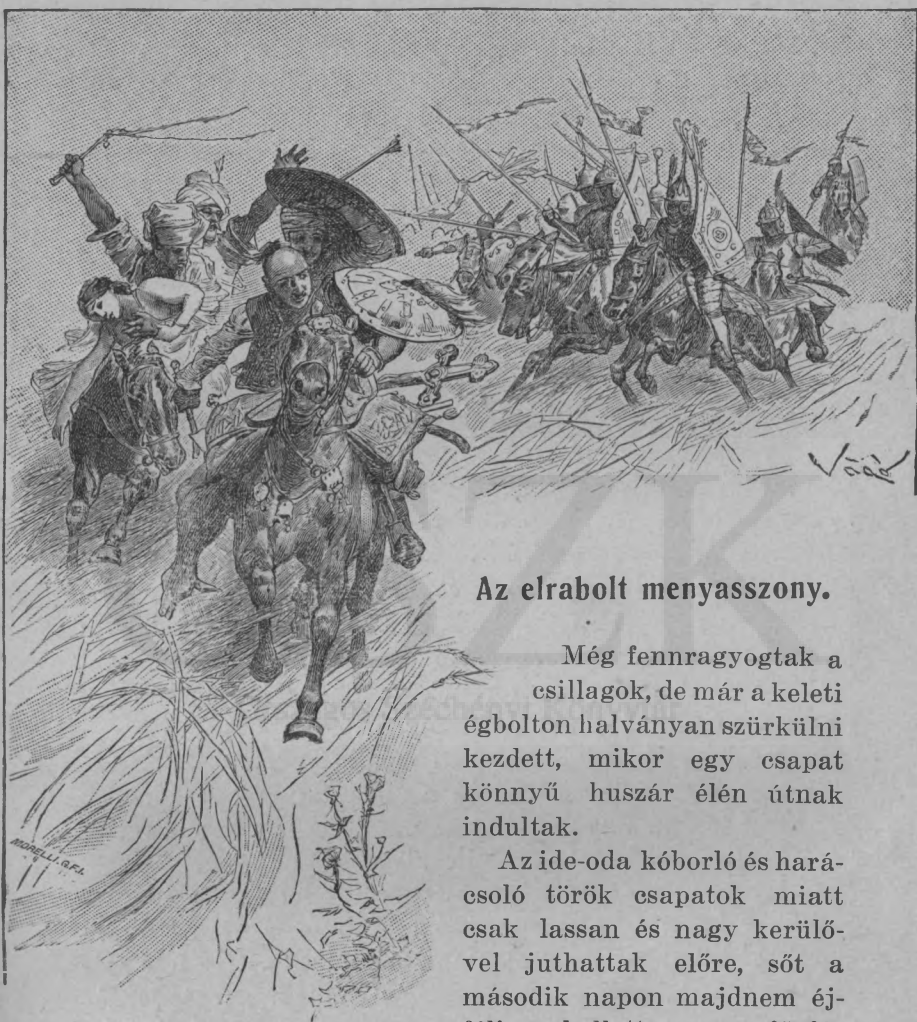 Vágó
MORELLI.G.F.I.
Az elrabolt menyasszony.
Még fennragyogtak a
csillagok, de már a keleti
égbolton halványan szürkülni
kezdett, mikor egy csapat
könnyű huszár élén útnak
indultak.
Az ide-oda kóborló és hará-
csoló török csapatok miatt
csak lassan és nagy kerülő-
vel juthattak előre, sőt a
második napon majdnem éj-